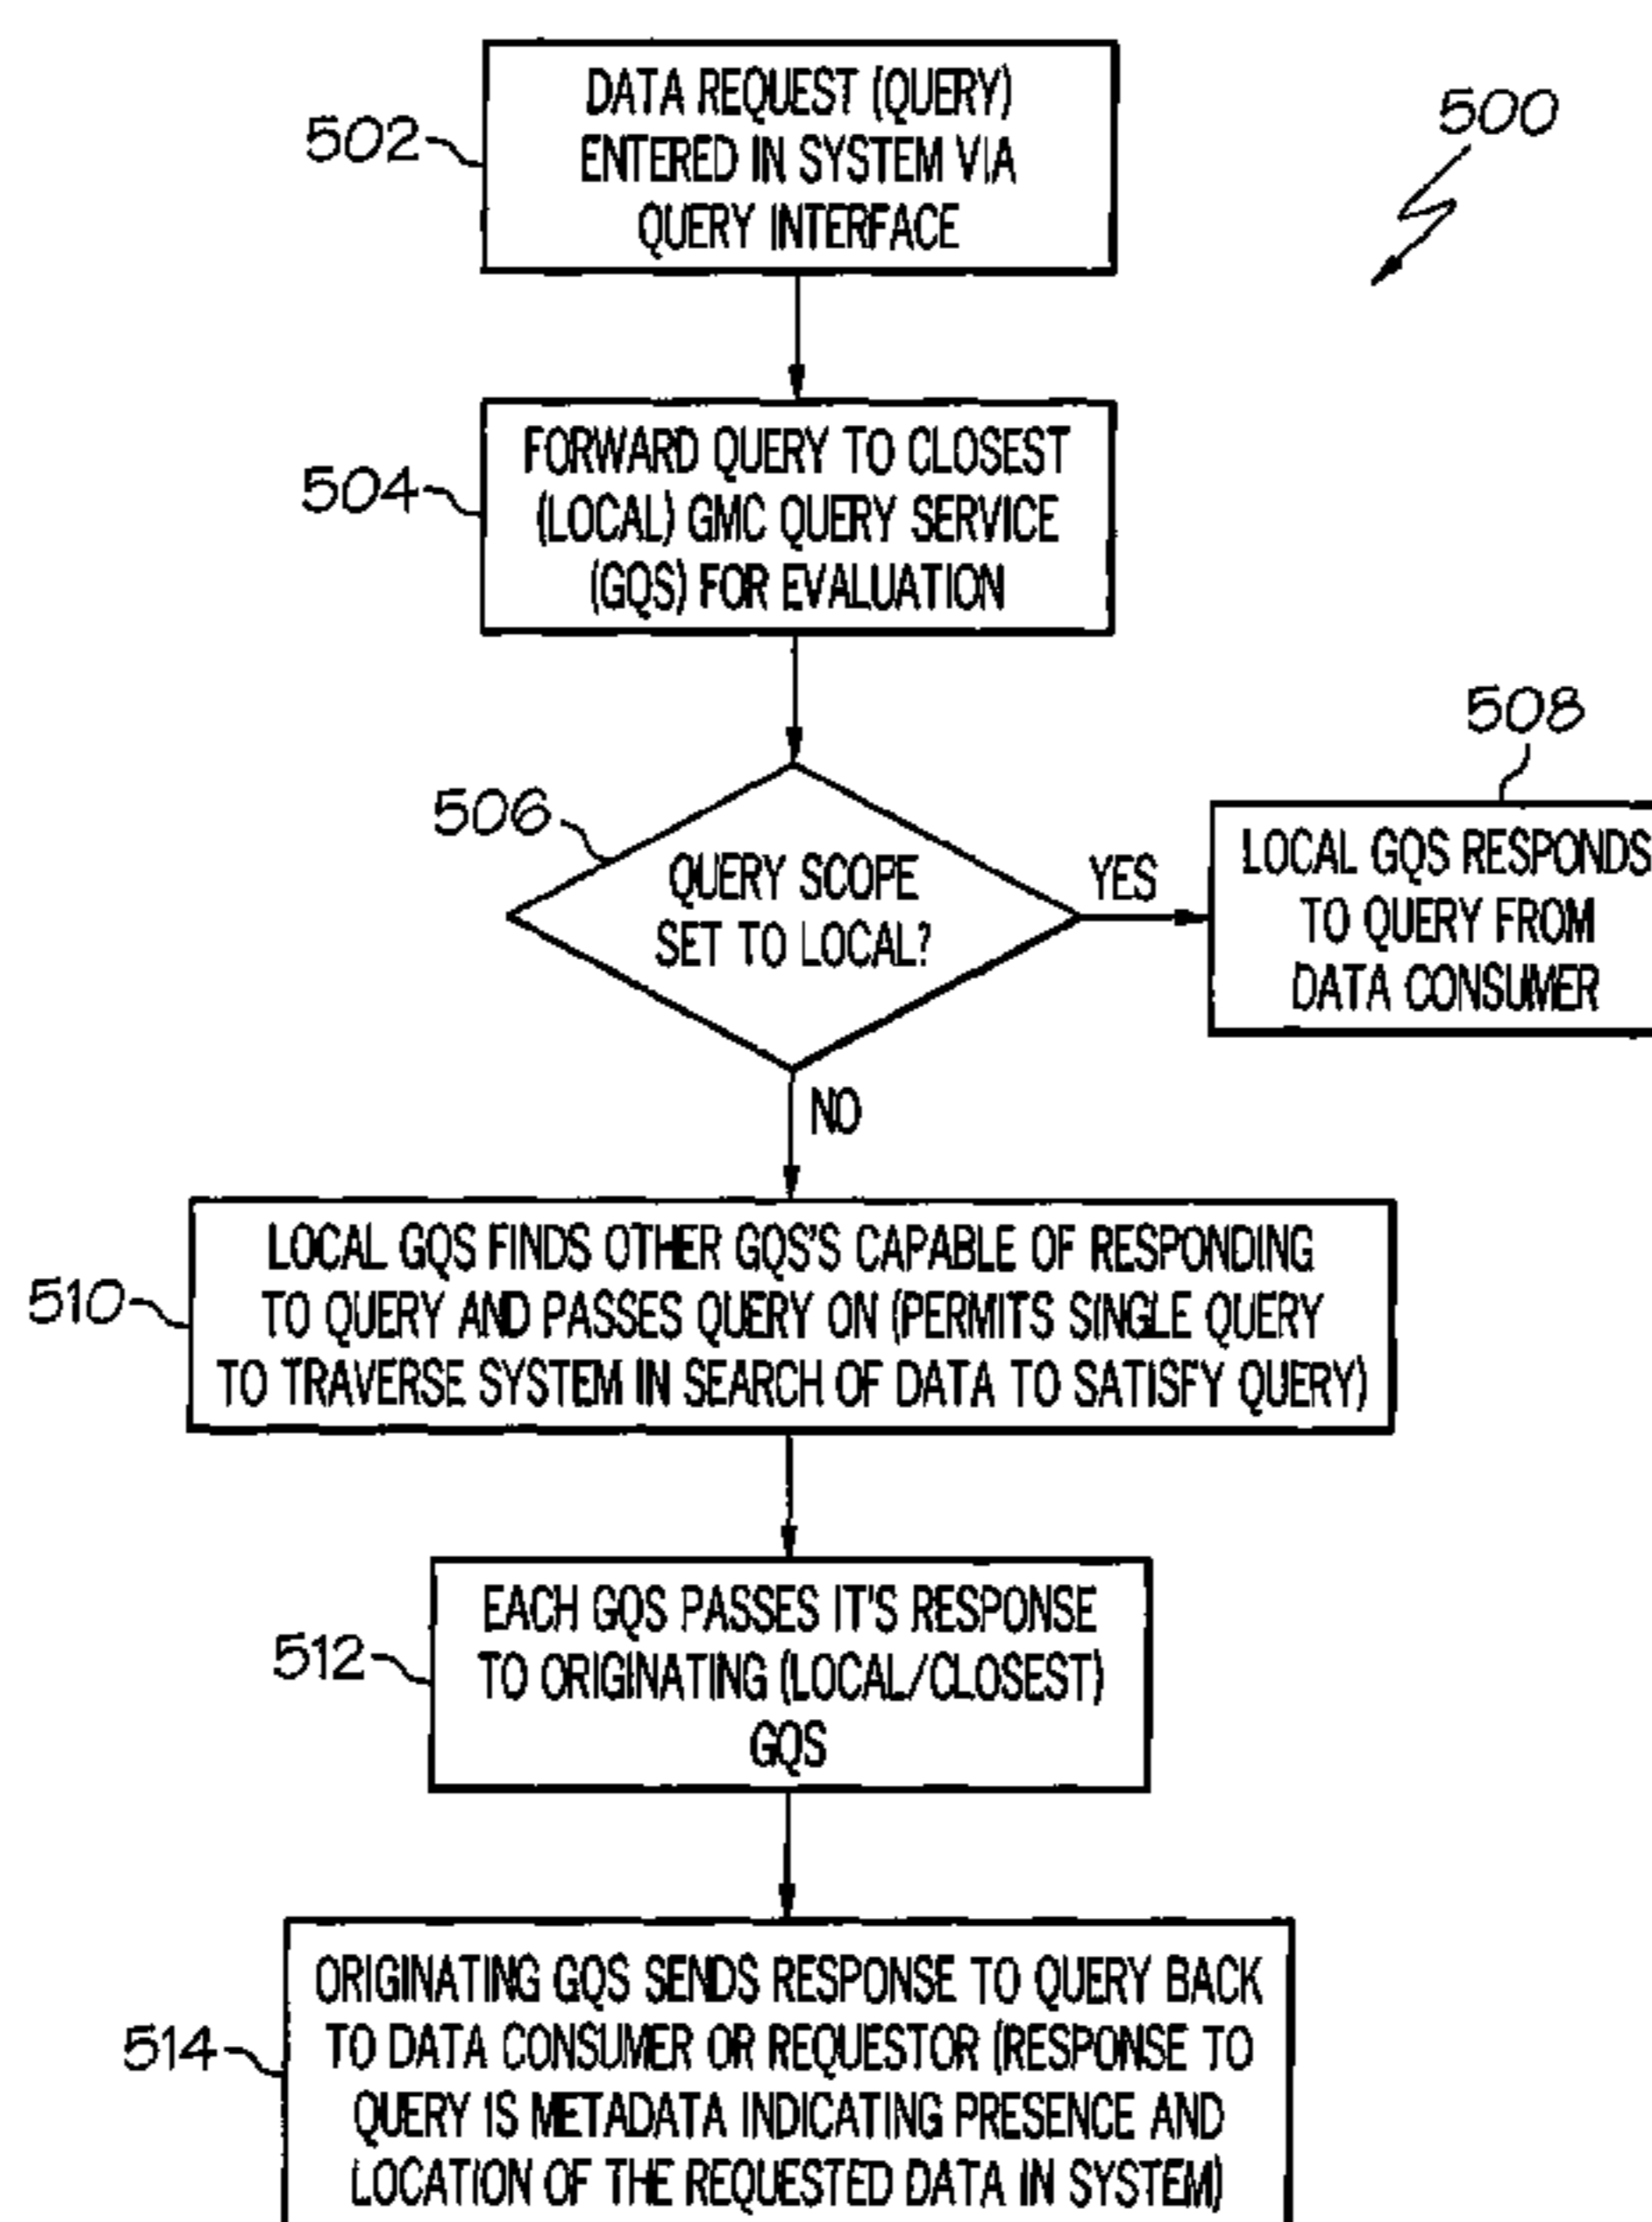 500
502
DATA REQUEST (QUERY)
ENTERED IN SYSTEM VIA
QUERY INTERFACE
504
FORWARD QUERY TO CLOSEST
(LOCAL) GMC QUERY SERVICE
(GQS) FOR EVALUATION
506
QUERY SCOPE
SET TO LOCAL?
YES
508
LOCAL GQS RESPONDS
TO QUERY FROM
DATA CONSUMER
NO
510
LOCAL GQS FINDS OTHER GQS'S CAPABLE OF RESPONDING
TO QUERY AND PASSES QUERY ON (PERMITS SINGLE QUERY
TO TRAVERSE SYSTEM IN SEARCH OF DATA TO SATISFY QUERY)
512
EACH GQS PASSES IT'S RESPONSE
TO ORIGINATING (LOCAL/CLOSEST)
GQS
514
ORIGINATING GQS SENDS RESPONSE TO QUERY BACK
TO DATA CONSUMER OR REQUESTOR (RESPONSE TO
QUERY IS METADATA INDICATING PRESENCE AND
LOCATION OF THE REQUESTED DATA IN SYSTEM)